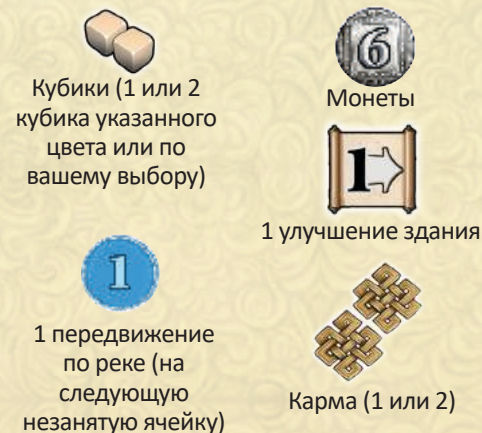 Кубики (1 или 2
кубика указанного
цвета или по
вашему выбору)
6
Монеты
1
1 улучшение здания
1
1 передвижение
по реке (на
следующую
незанятую ячейку)
Карма (1 или 2)